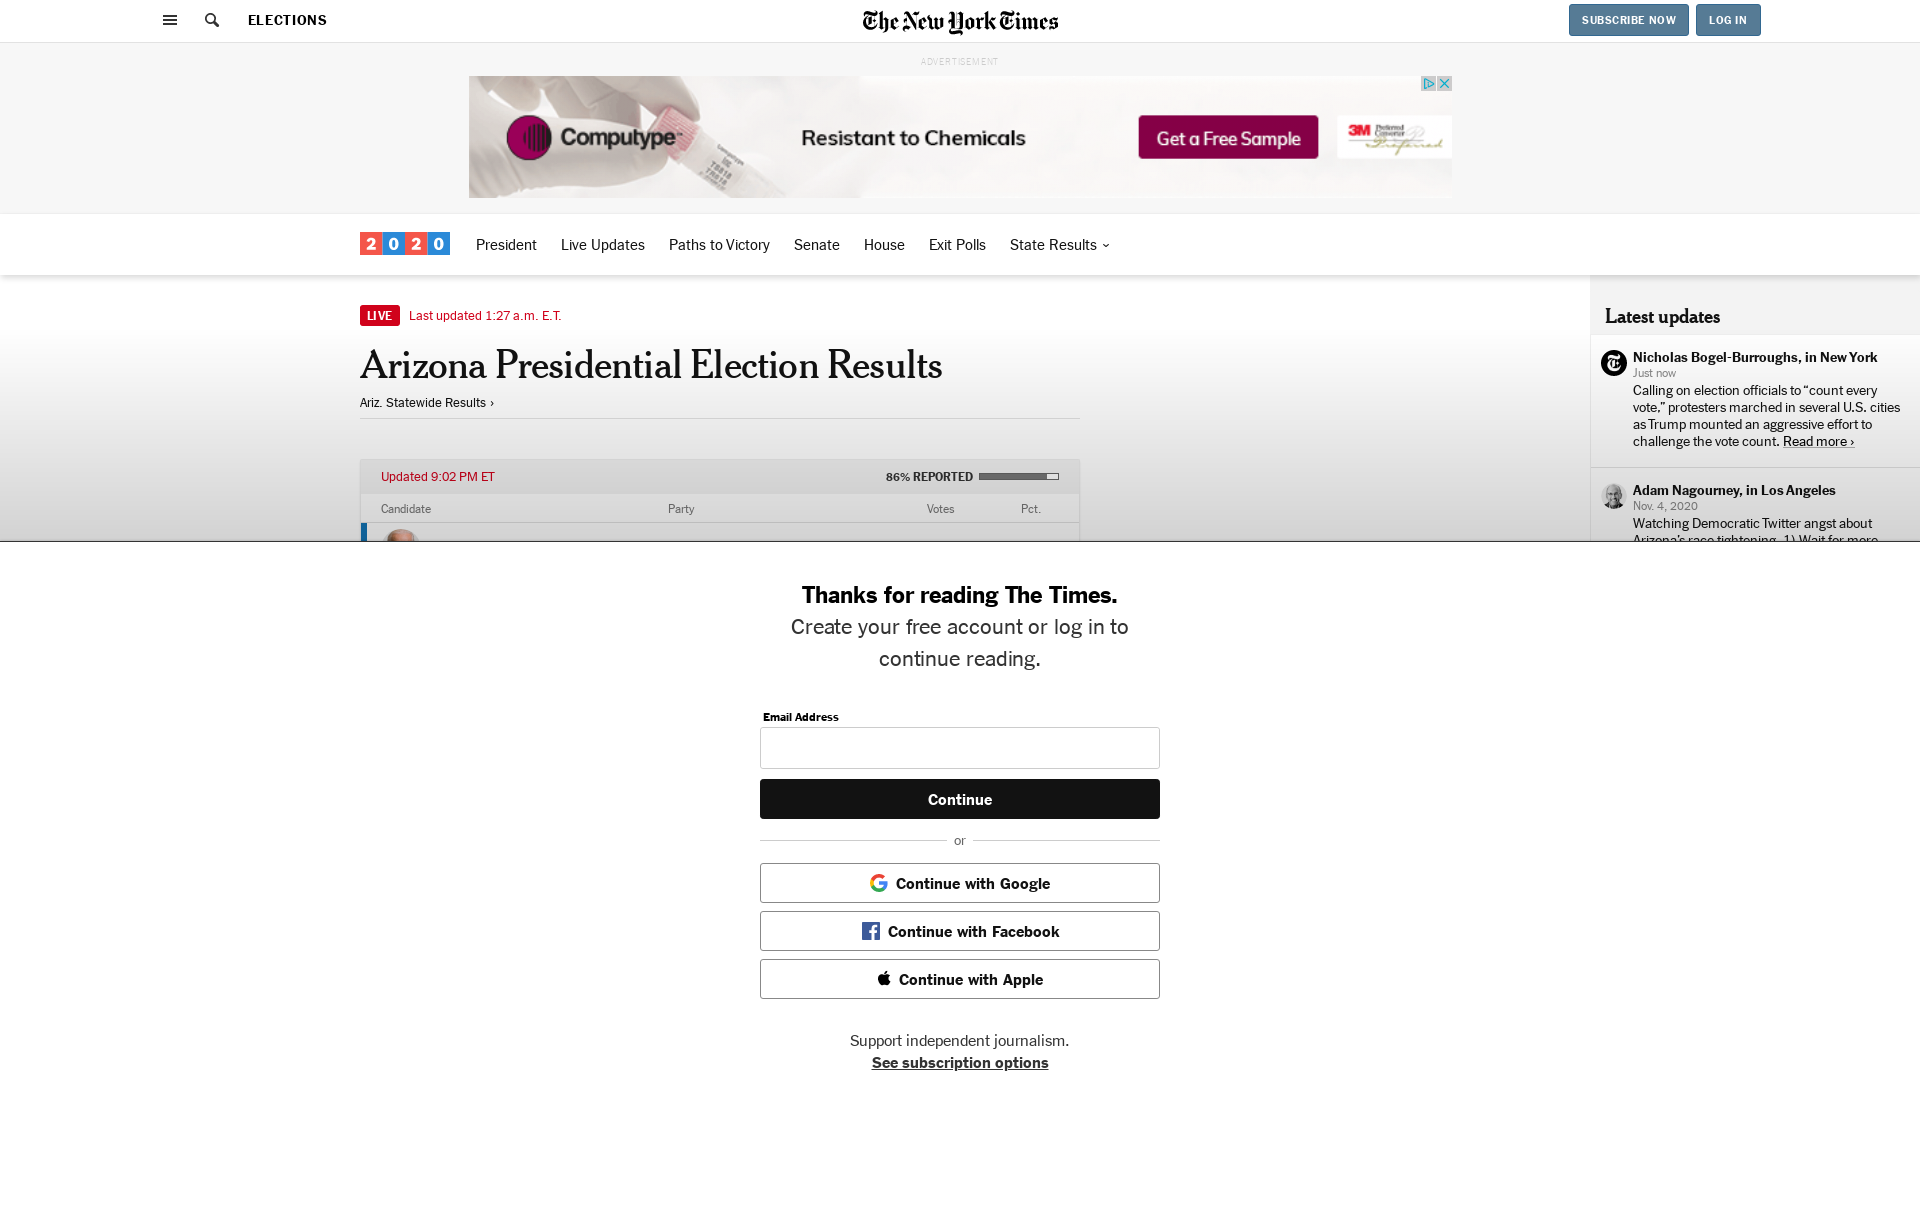 ELECTIONS
The New York Times
SUBSCRIBE NOW
LOG IN
ADVERTISEMENT
Computype™
Resistant to Chemicals
Get a Free Sample
3M Preferred Converter
Preferred
2020
President
Live Updates
Paths to Victory
Senate
House
Exit Polls
State Results
LIVE Last updated 1:27 a.m. E.T.
Arizona Presidential Election Results
Ariz. Statewide Results ›
Updated 9:02 PM ET
86% REPORTED
Candidate Party Votes Pct.
Latest updates
Nicholas Bogel-Burroughs, in New York
Just now
Calling on election officials to “count every
vote,” protesters marched in several U.S. cities
as Trump mounted an aggressive effort to
challenge the vote count. Read more ›
Adam Nagourney, in Los Angeles
Nov. 4, 2020
Watching Democratic Twitter angst about
Arizona’s race tightening. 1) Wait for more
Thanks for reading The Times.
Create your free account or log in to
continue reading.
Email Address
Continue
or
Continue with Google
Continue with Facebook
Continue with Apple
Support independent journalism.
See subscription options